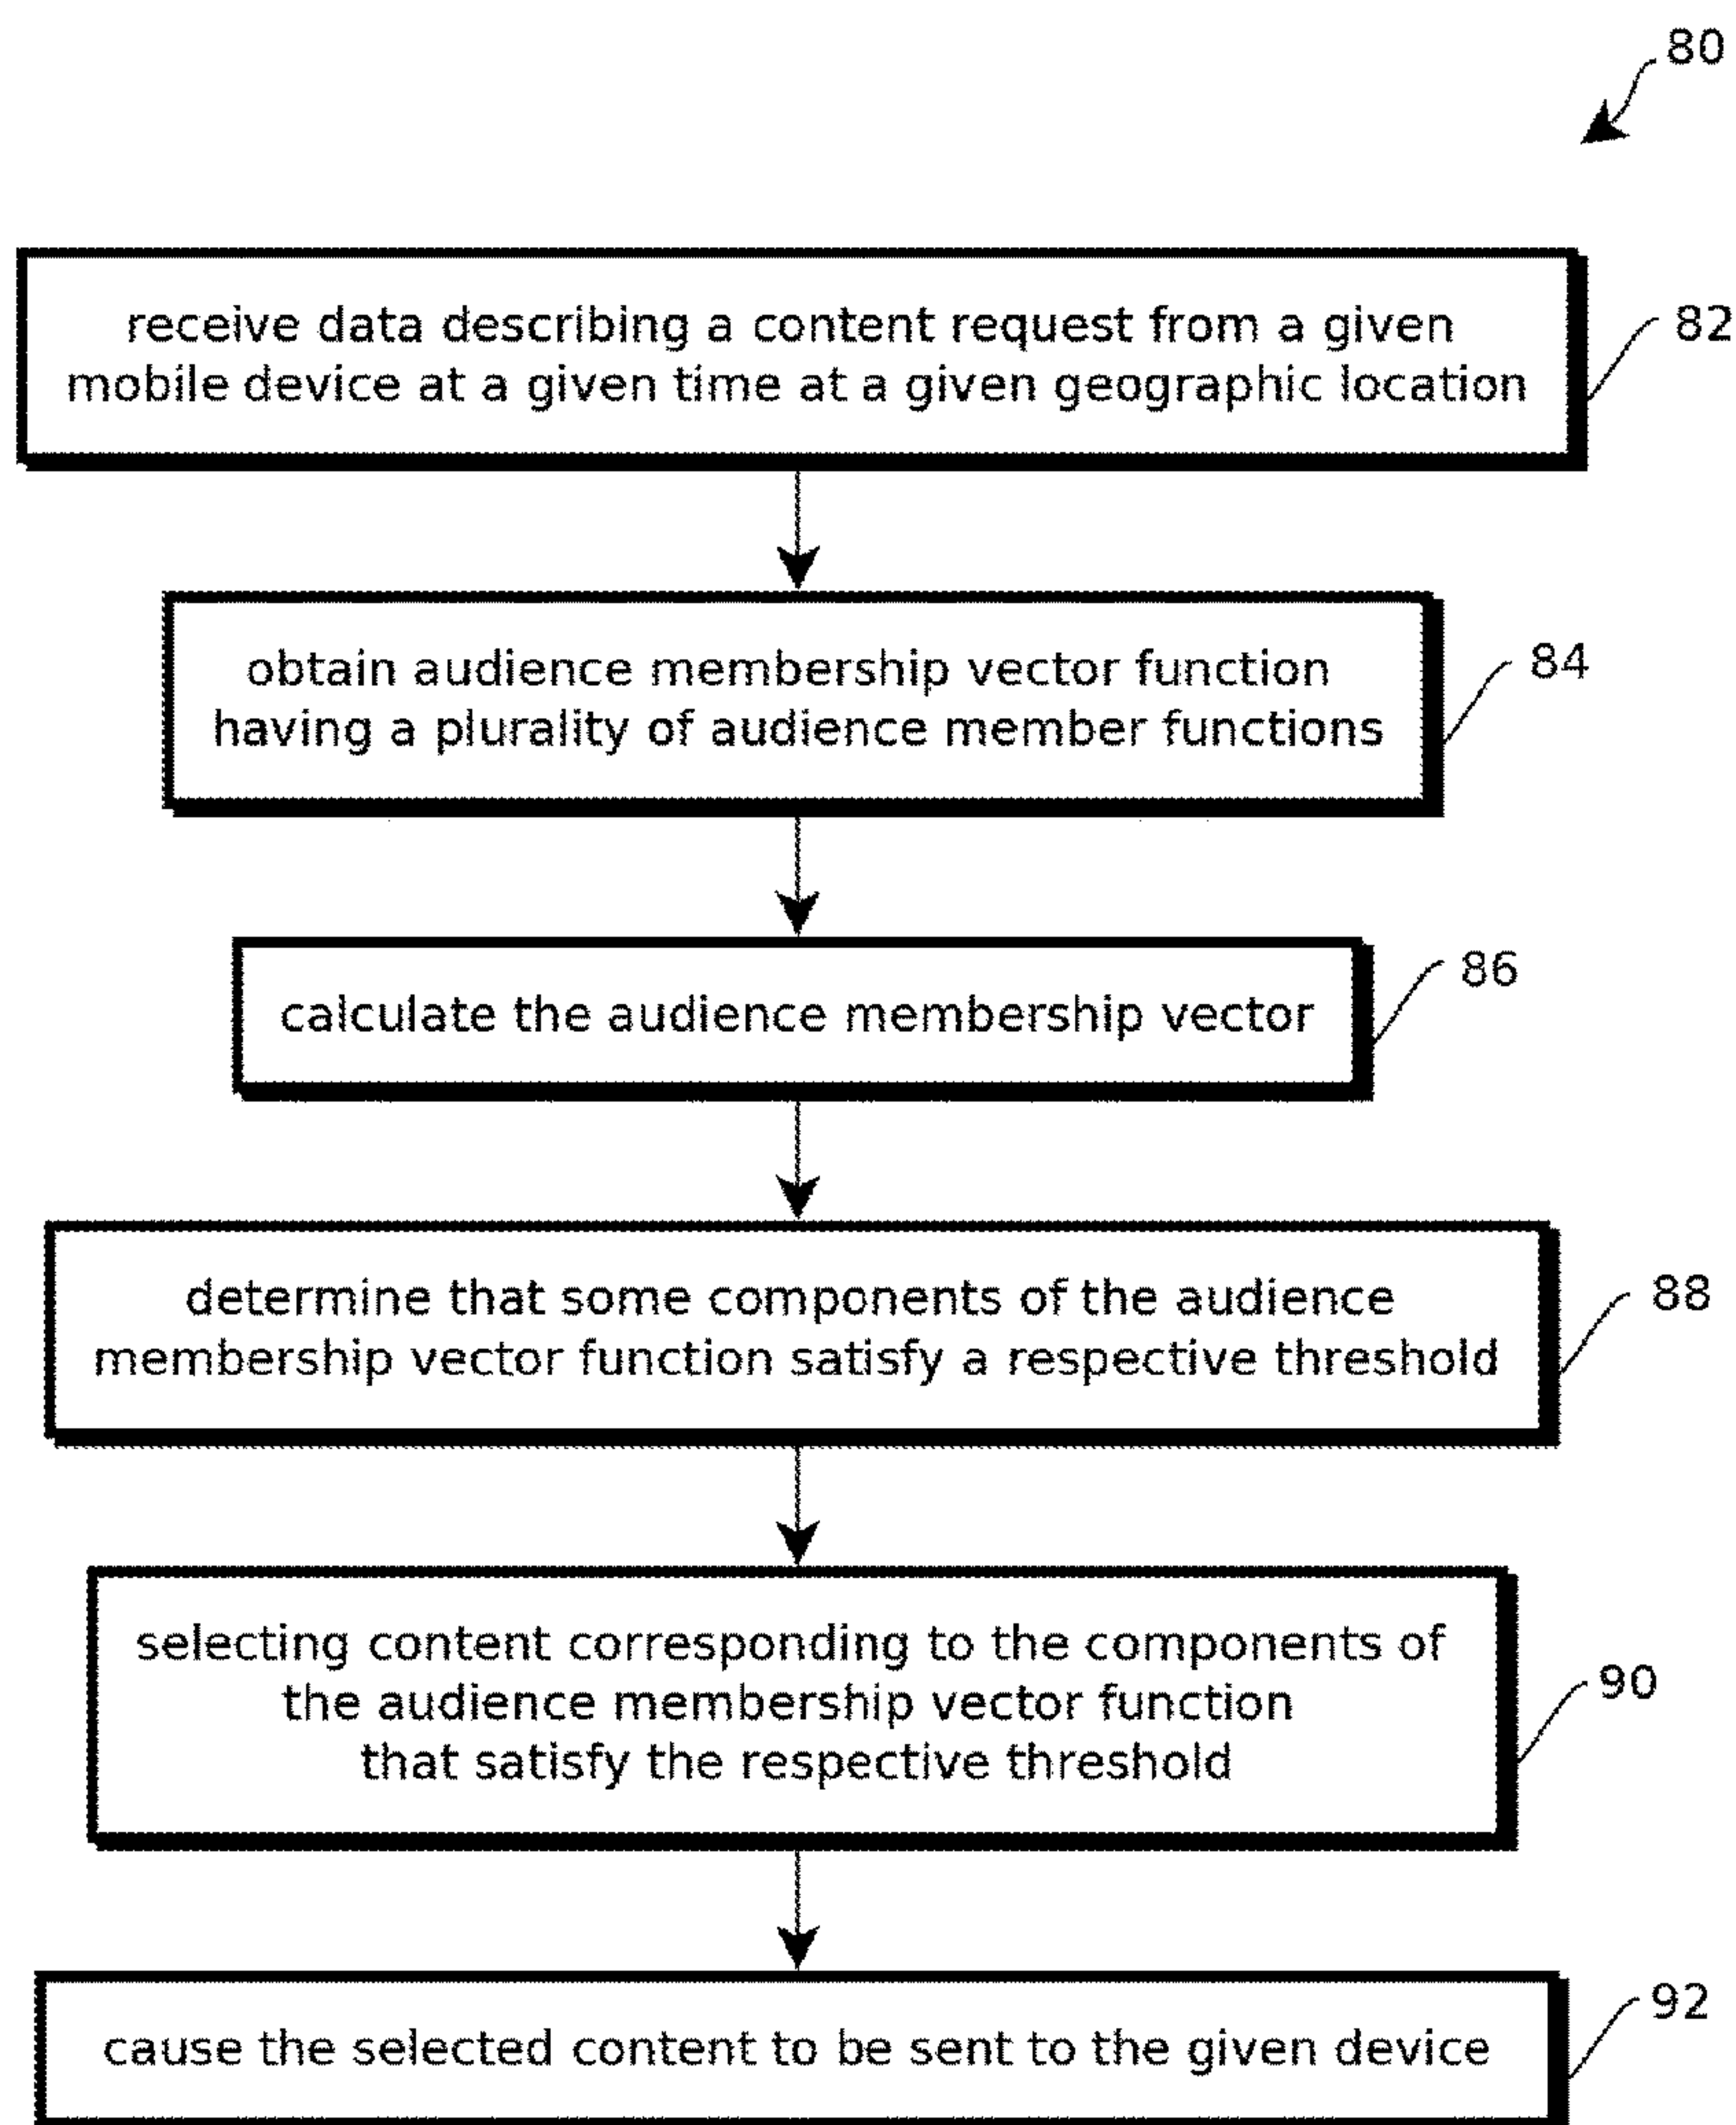 80
receive data describing a content request from a given
mobile device at a given time at a given geographic location
82
obtain audience membership vector function
having a plurality of audience member functions
84
calculate the audience membership vector
86
determine that some components of the audience
membership vector function satisfy a respective threshold
88
selecting content corresponding to the components of
the audience membership vector function
that satisfy the respective threshold
90
cause the selected content to be sent to the given device
92